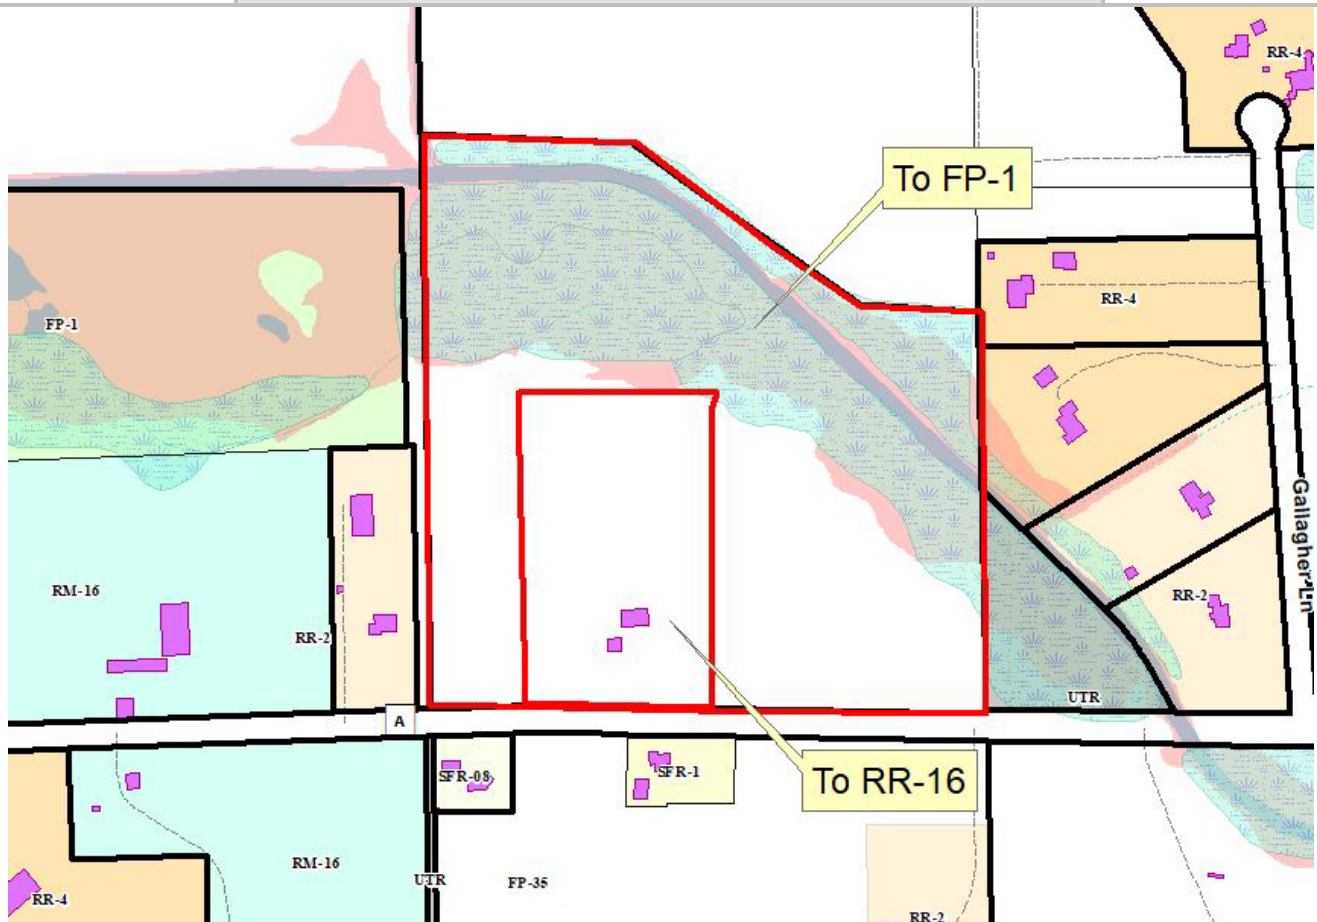 RR-4
To FP-1
RR-4
FP-1
Gallagher Ln
RM-16
RR-2
RR-2
UTR
A
SFR-08
SFR-1
To RR-16
RM-16
UTR
FP-35
RR-4
RR-2